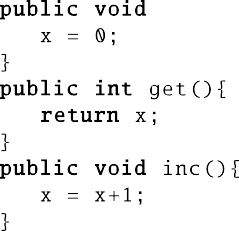 public void
    x = 0;
}
public int get(){
    return x;
}
public void inc(){
    x = x+1;
}